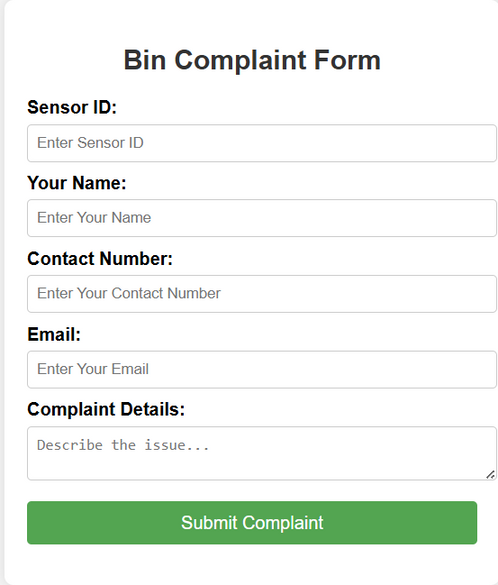 Bin Complaint Form
Sensor ID:
Enter Sensor ID
Your Name:
Enter Your Name
Contact Number:
Enter Your Contact Number
Email:
Enter Your Email
Complaint Details:
Describe the issue...
Submit Complaint